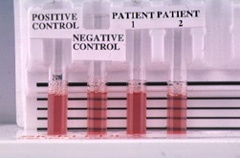 POSITIVE
CONTROL
NEGATIVE
CONTROL
PATIENT
1
PATIENT
2